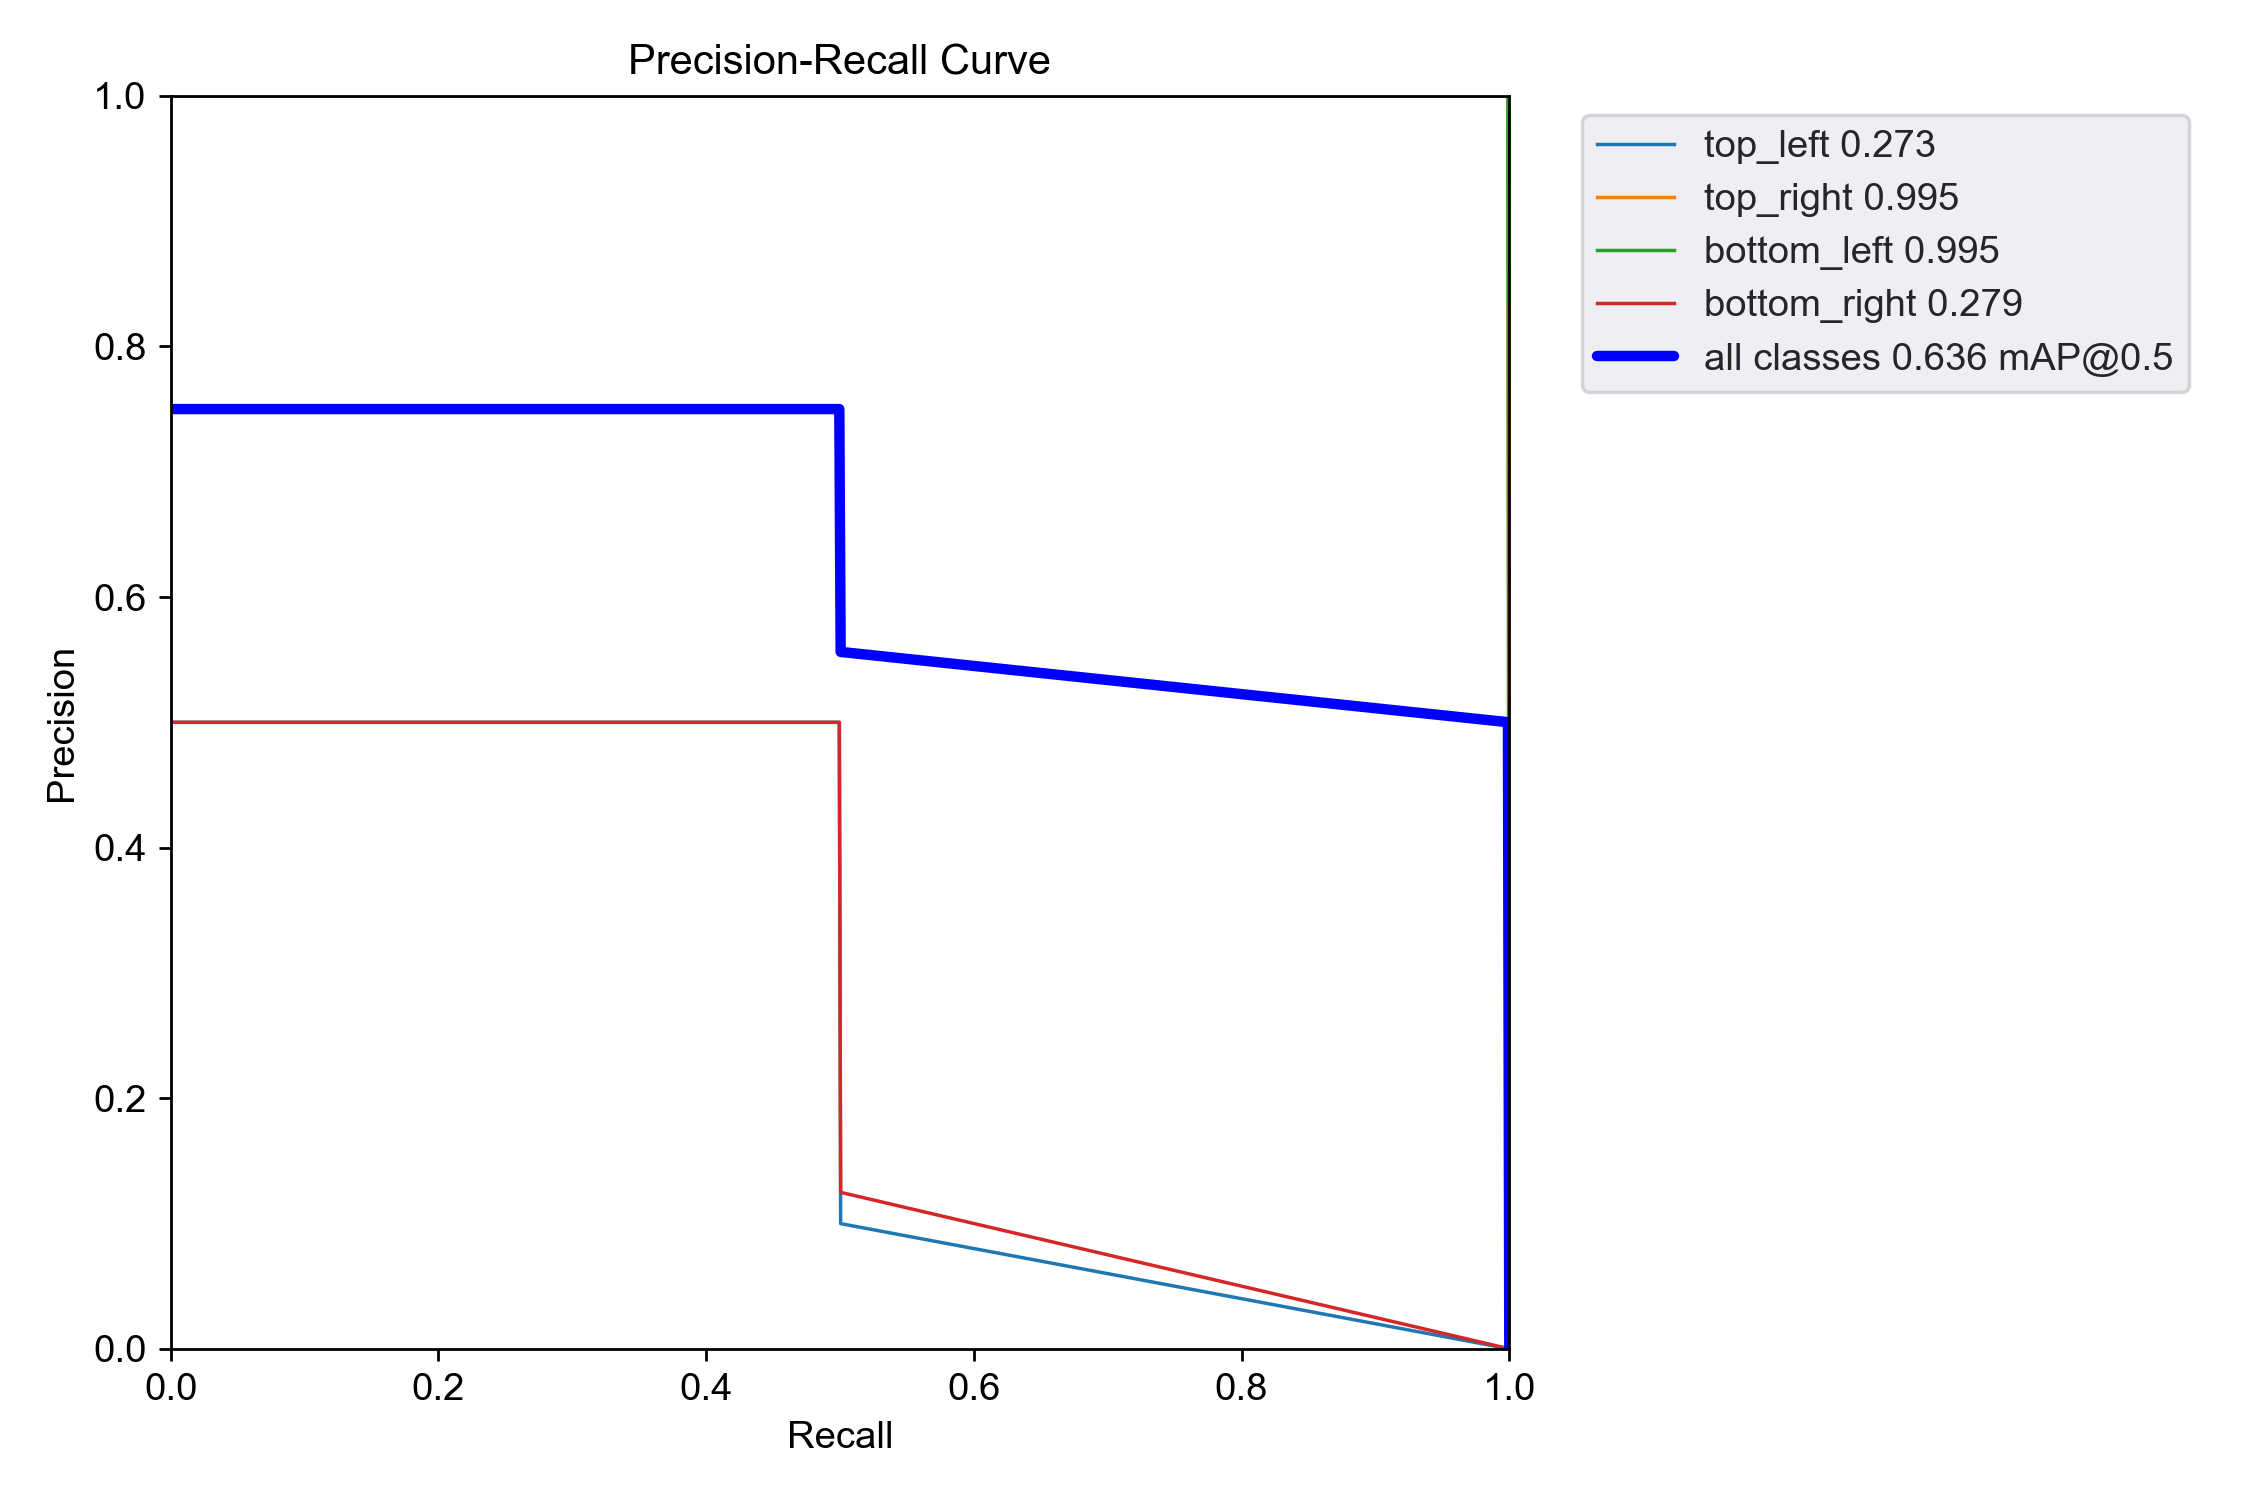 Precision-Recall Curve
1.0
0.8
0.6
0.4
0.2
0.0
Precision
0.0 0.2 0.4 0.6 0.8 1.0
Recall
top_left 0.273
top_right 0.995
bottom_left 0.995
bottom_right 0.279
all classes 0.636 mAP@0.5